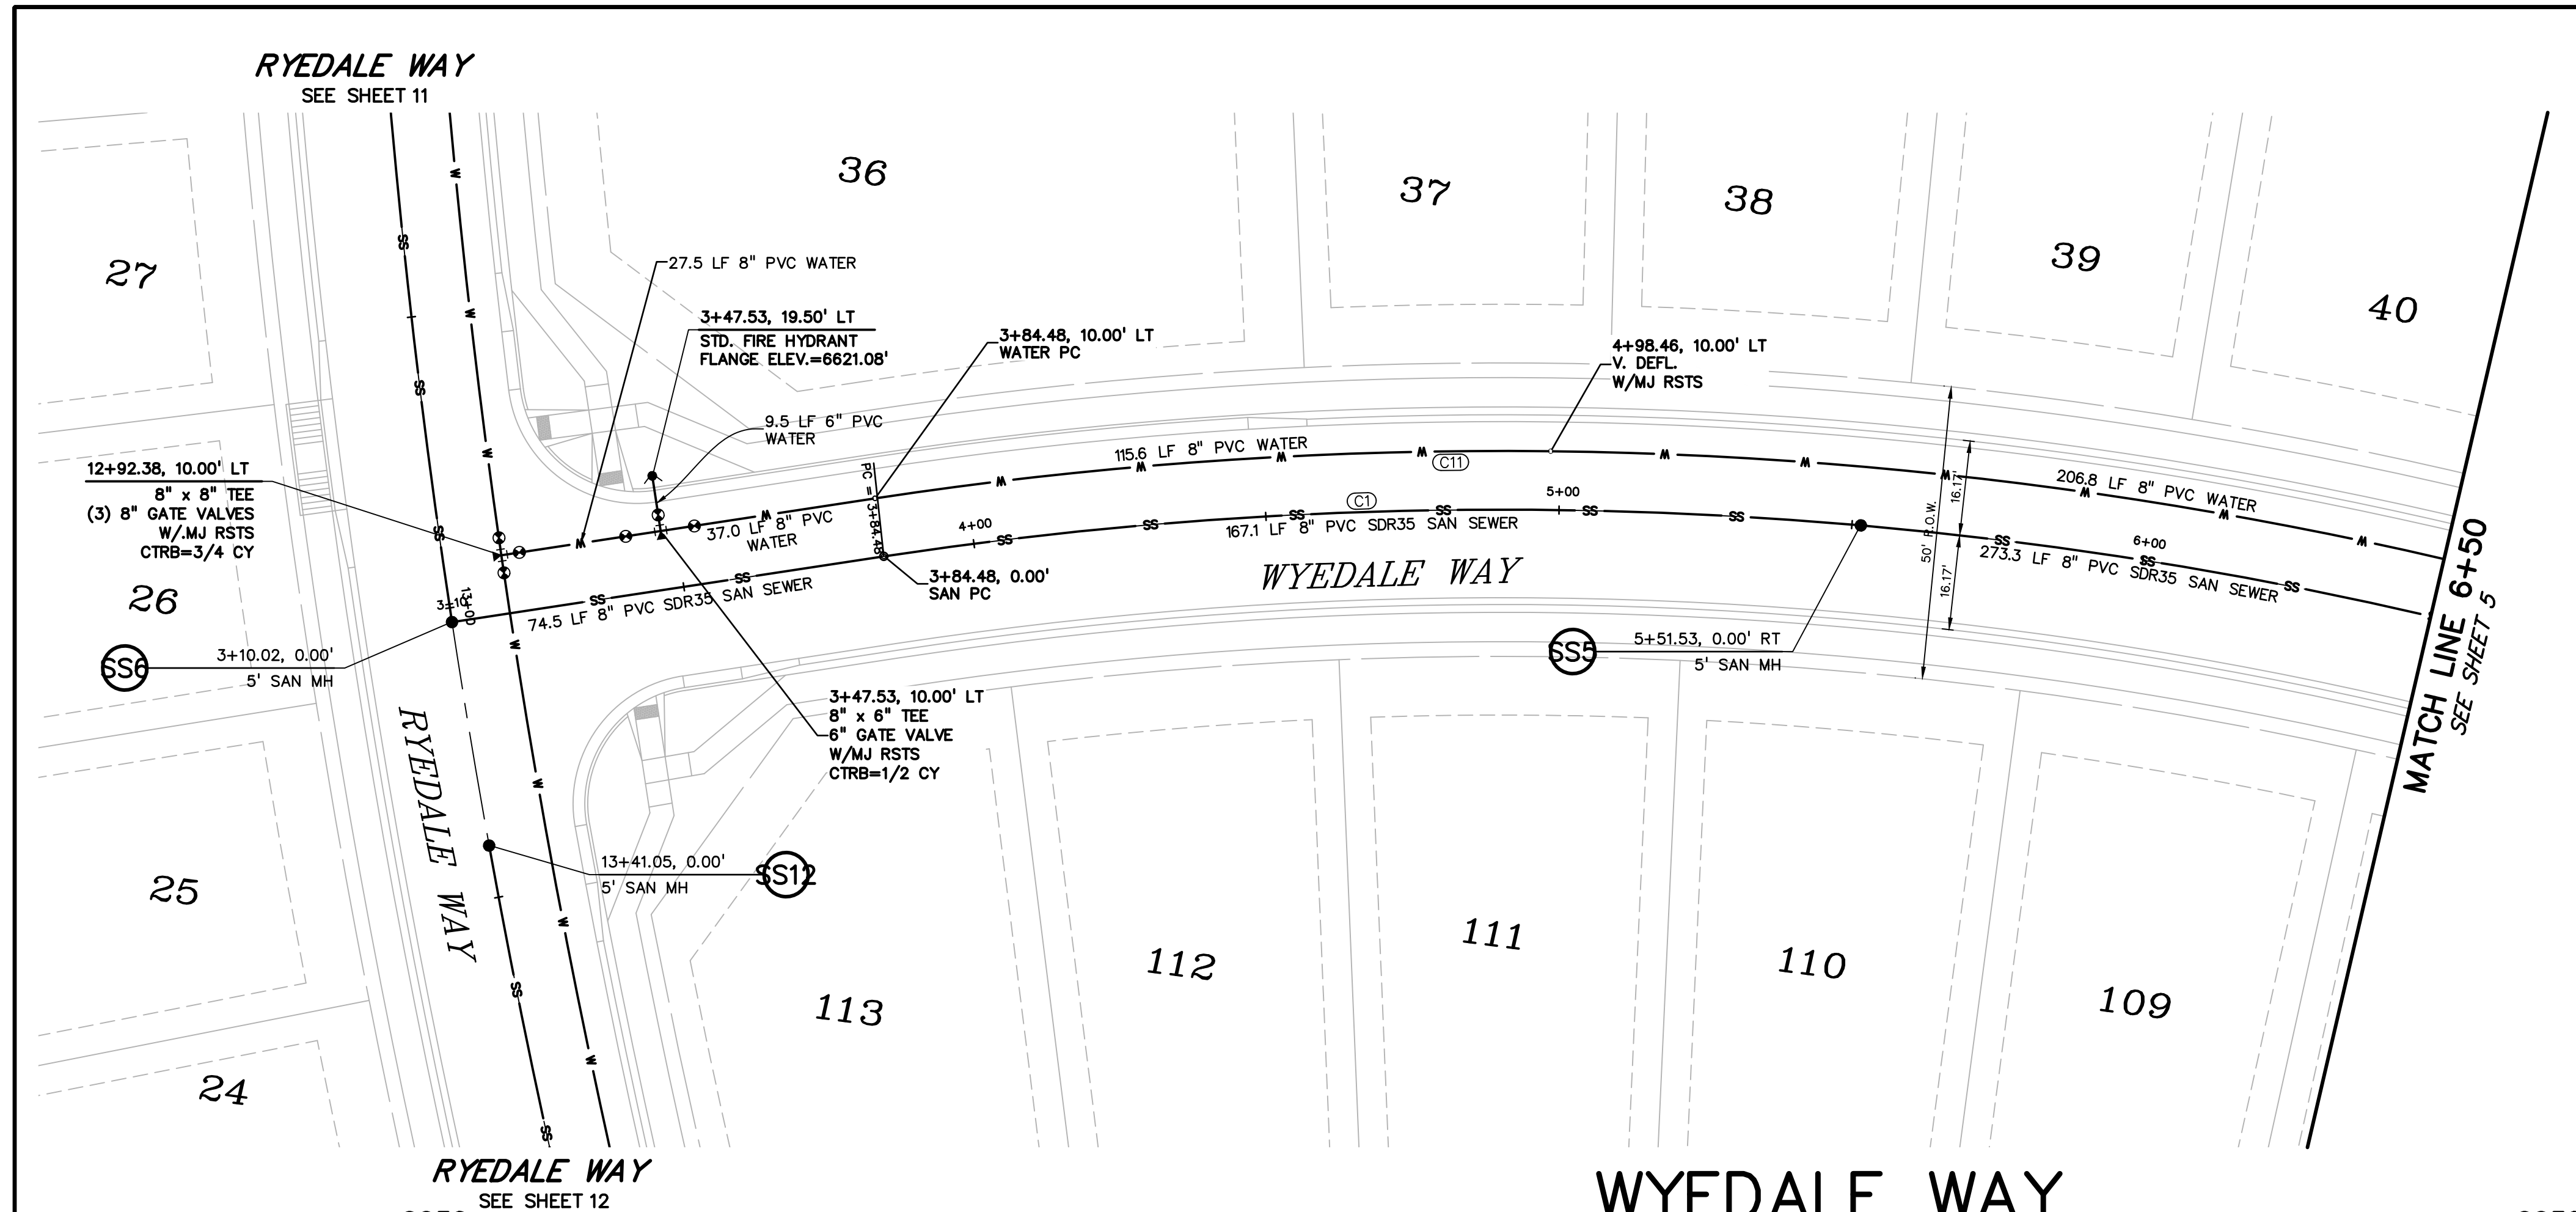 RYEDALE WAY
SEE SHEET 11
36
37
38
39
40
27
27.5 LF 8" PVC WATER
3+47.53, 19.50' LT
STD. FIRE HYDRANT
FLANGE ELEV.=6621.08'
3+84.48, 10.00' LT
WATER PC
4+98.46, 10.00' LT
V. DEFL.
W/MJ RSTS
9.5 LF 6" PVC
WATER
12+92.38, 10.00' LT
8" x 8" TEE
(3) 8" GATE VALVES
W/.MJ RSTS
CTRB=3/4 CY
PC = 3+84.48
115.6 LF 8" PVC WATER
C11
206.8 LF 8" PVC WATER
37.0 LF 8" PVC
WATER
C1
4+00
5+00
6+00
167.1 LF 8" PVC SDR35 SAN SEWER
273.3 LF 8" PVC SDR35 SAN SEWER
50' R.O.W.
16.17'
16.17'
3+84.48, 0.00'
SAN PC
WYEDALE WAY
26
3+10
13+00
74.5 LF 8" PVC SDR35 SAN SEWER
SS6
3+10.02, 0.00'
5' SAN MH
SS5
5+51.53, 0.00' RT
5' SAN MH
MATCH LINE 6+50
SEE SHEET 5
3+47.53, 10.00' LT
8" x 6" TEE
6" GATE VALVE
W/MJ RSTS
CTRB=1/2 CY
RYEDALE WAY
13+41.05, 0.00'
5' SAN MH
SS12
25
113
112
111
110
109
24
RYEDALE WAY
SEE SHEET 12
WYEDALE WAY